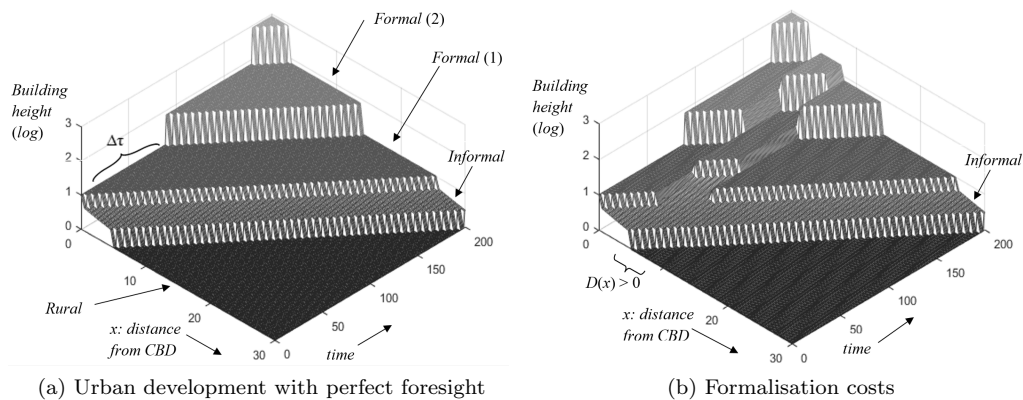 Formal (2)
Formal (1)
Building
height
(log)
3
Δτ
Informal
2
1
0
0
200
10
150
Rural
20
100
x: distance
from CBD
50
time
30
0
(a) Urban development with perfect foresight
Building
height
(log)
3
2
Informal
1
0
0
200
D(x) > 0
150
20
100
x: distance
from CBD
50
time
30
0
(b) Formalisation costs